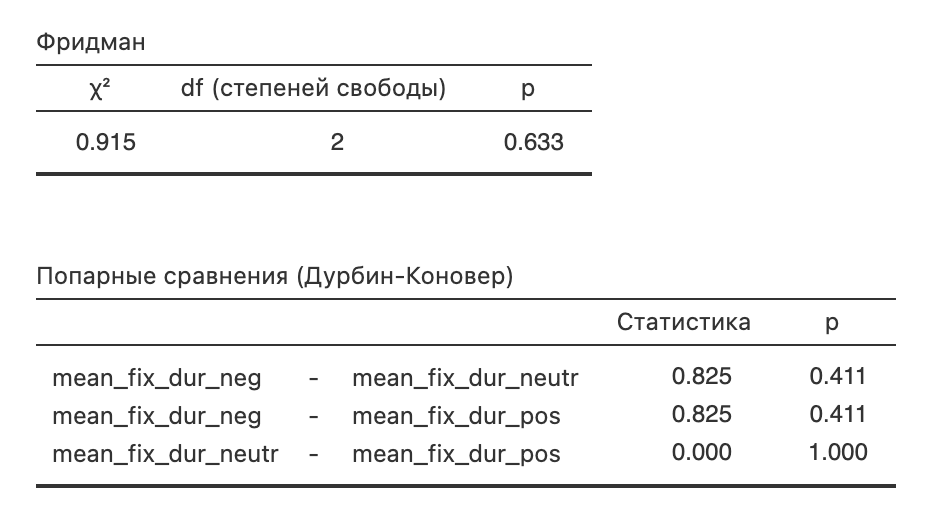 Фридман
χ² df (степеней свободы) p
0.915 2 0.633
Попарные сравнения (Дурбин-Коновер)
Статистика p
mean_fix_dur_neg - mean_fix_dur_neutr 0.825 0.411
mean_fix_dur_neg - mean_fix_dur_pos 0.825 0.411
mean_fix_dur_neutr - mean_fix_dur_pos 0.000 1.000